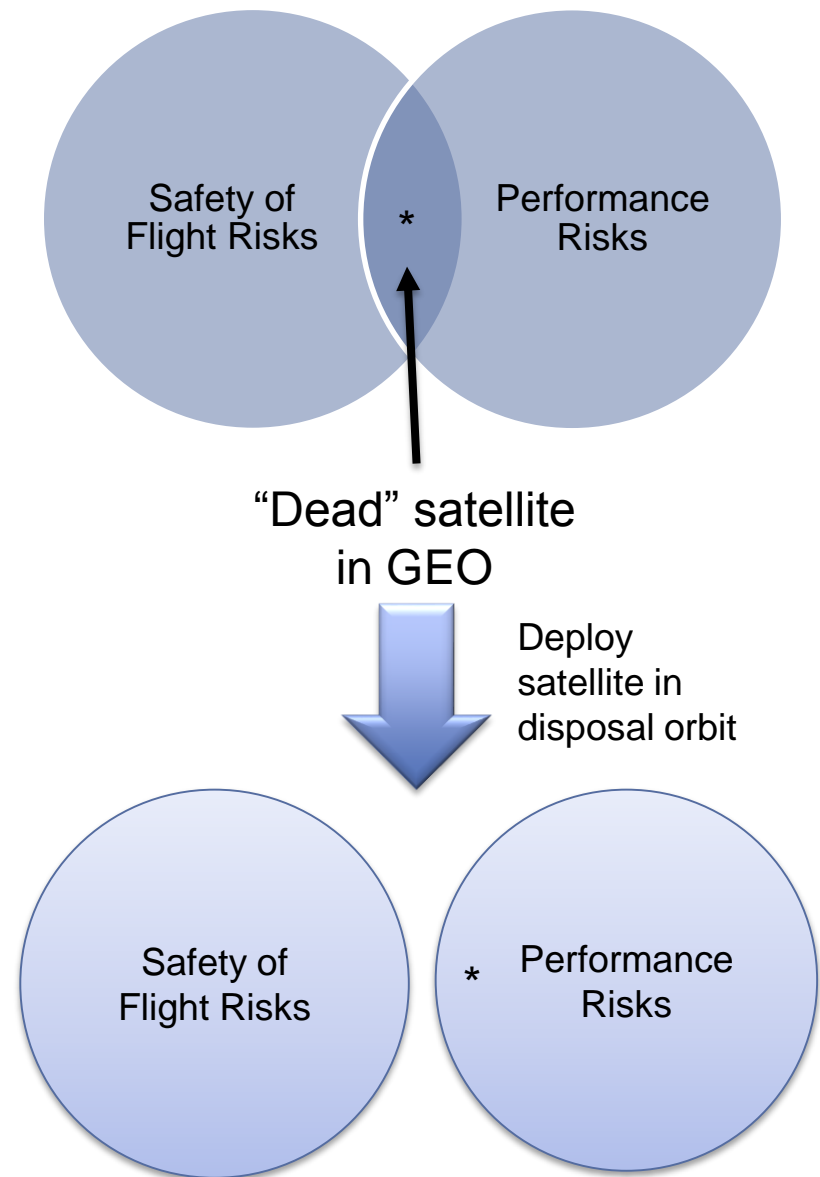 Safety of
Flight Risks
*
Performance
Risks
“Dead” satellite
in GEO
Deploy
satellite in
disposal orbit
Safety of
Flight Risks
*
Performance
Risks